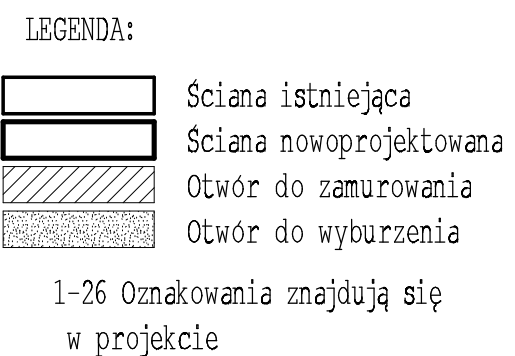 LEGENDA:
Ściana istniejąca
Ściana nowoprojektowana
Otwór do zamurowania
Otwór do wyburzenia
1-26 Oznakowania znajdują się
w projekcie